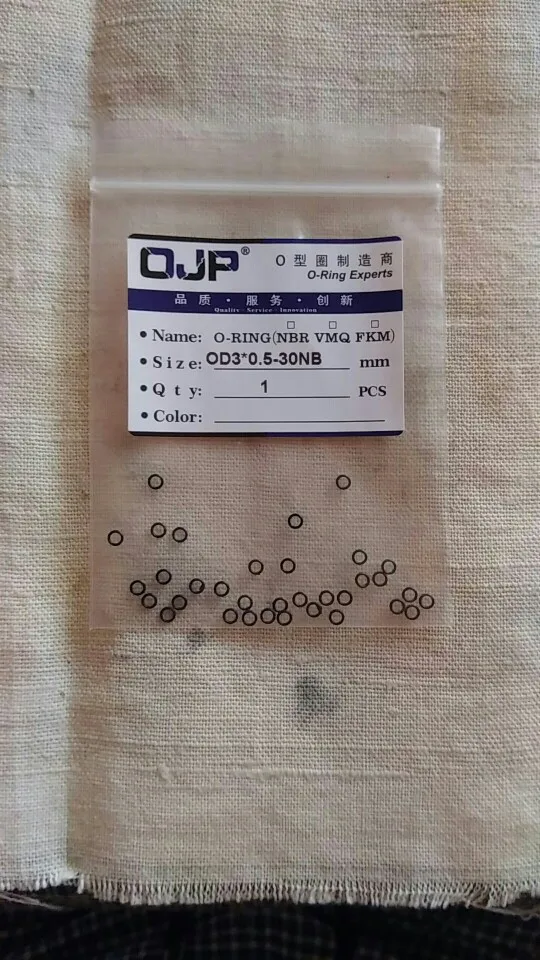 OJP®
O 型圈制造商
O-Ring Experts
品质·服务·创新
Quality · Service · Innovation
• Name: O-RING(□NBR □VMQ □FKM)
• Size: OD3*0.5-30NB mm
• Qty: 1 PCS
• Color: